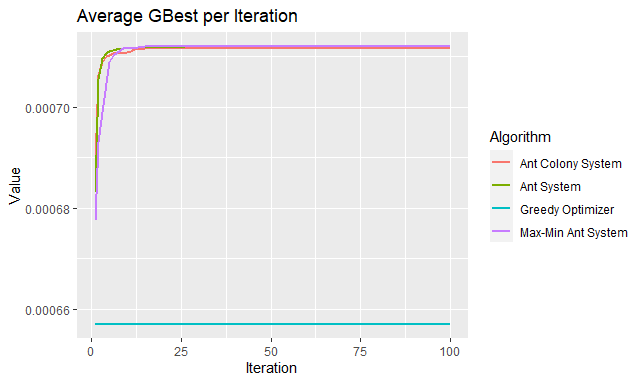 Average GBest per Iteration
Value
0.00070
0.00068
0.00066
0 25 50 75 100
Iteration
Algorithm
Ant Colony System
Ant System
Greedy Optimizer
Max-Min Ant System